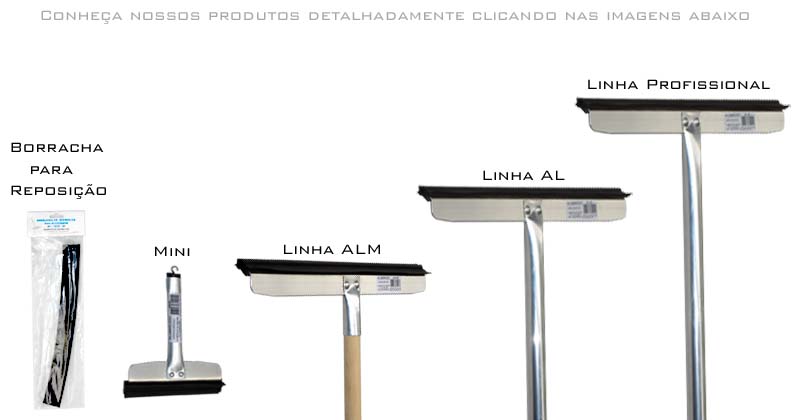 Conheça nossos produtos detalhadamente clicando nas imagens abaixo
Linha Profissional
Borracha
para
Reposição
Linha AL
Mini
Linha ALM